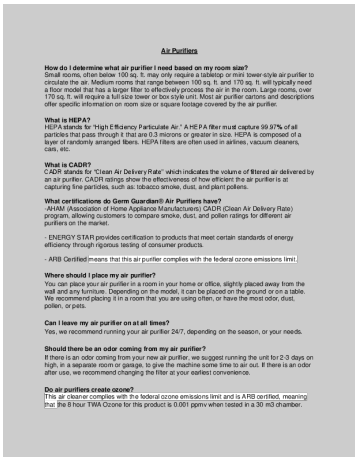 Air Purifiers
How do I determine what air purifier I need based on my room size?
Small rooms, often below 100 sq. ft. may only require a tabletop or mini tower-style air purifier to
circulate the air. Medium rooms that range between 100 sq. ft. and 170 sq. ft. will typically need
a floor model that has a larger filter to effectively process the air in the room. Large rooms, over
170 sq. ft. will require a full size tower or box style unit. Most air purifier cartons and descriptions
offer specific information on room size or square footage covered by the air purifier.
What is HEPA?
HEPA stands for "High Efficiency Particulate Air." A HEPA filter must capture 99.97% of all
particles that pass through it that are 0.3 microns or greater in size. HEPA is composed of a
layer of randomly arranged fibers. HEPA filters are often used in airlines, vacuum cleaners,
cars, etc.
What is CADR?
CADR stands for "Clean Air Delivery Rate" which indicates the volume of filtered air delivered by
an air purifier. CADR ratings show the effectiveness of how efficient the air purifier is at
capturing fine particles, such as: tobacco smoke, dust, and plant pollens.
What certifications do Germ Guardian® Air Purifiers have?
-AHAM (Association of Home Appliance Manufacturers) CADR (Clean Air Delivery Rate)
program, allowing customers to compare smoke, dust, and pollen ratings for different air
purifiers on the market.
- ENERGY STAR provides certification to products that meet certain standards of energy
efficiency through rigorous testing of consumer products.
- ARB Certified means that this air purifier complies with the federal ozone emissions limit.
Where should I place my air purifier?
You can place your air purifier in a room in your home or office, slightly placed away from the
wall and any furniture. Depending on the model, it can be placed on the ground or on a table.
We recommend placing it in a room that you are using often, or have the most odor, dust,
pollen, or pets.
Can I leave my air purifier on at all times?
Yes, we recommend running your air purifier 24/7, depending on the season, or your needs.
Should there be an odor coming from my air purifier?
If there is an odor coming from your new air purifier, we suggest running the unit for 2-3 days on
high, in a separate room or garage, to give the machine some time to air out. If there is an odor
after use, we recommend changing the filter at your earliest convenience.
Do air purifiers create ozone?
This air cleaner complies with the federal ozone emissions limit and is ARB certified, meaning
that the 8 hour TWA Ozone for this product is 0.001 ppmv when tested in a 30 m3 chamber.